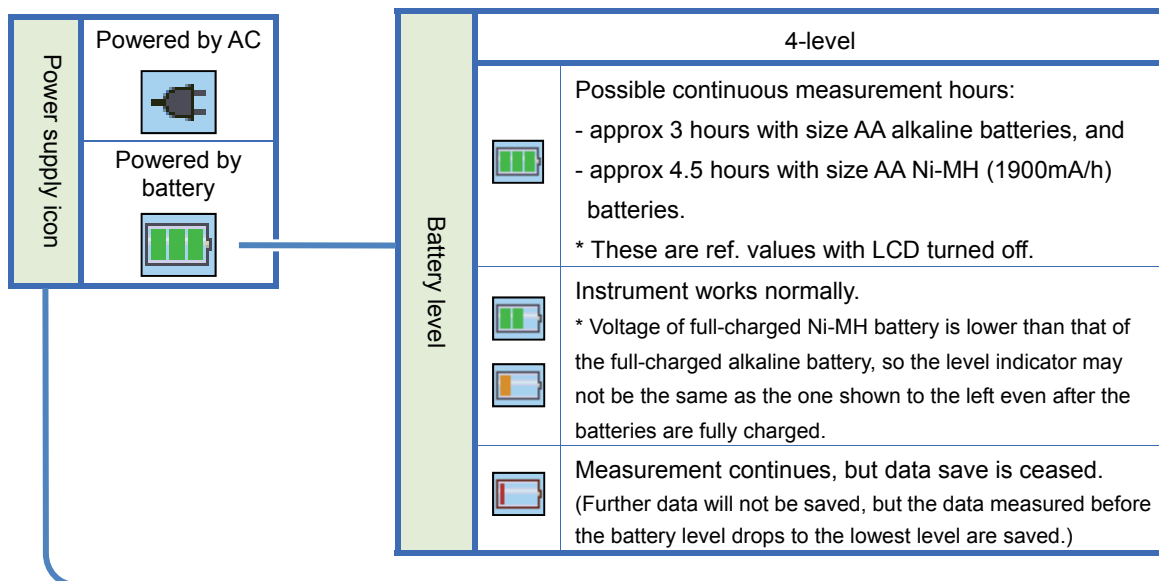 Power supply icon
Powered by AC
Powered by
battery
Battery level
4-level
Possible continuous measurement hours:
- approx 3 hours with size AA alkaline batteries, and
- approx 4.5 hours with size AA Ni-MH (1900mA/h)
batteries.
* These are ref. values with LCD turned off.
Instrument works normally.
* Voltage of full-charged Ni-MH battery is lower than that of
the full-charged alkaline battery, so the level indicator may
not be the same as the one shown to the left even after the
batteries are fully charged.
Measurement continues, but data save is ceased.
(Further data will not be saved, but the data measured before
the battery level drops to the lowest level are saved.)